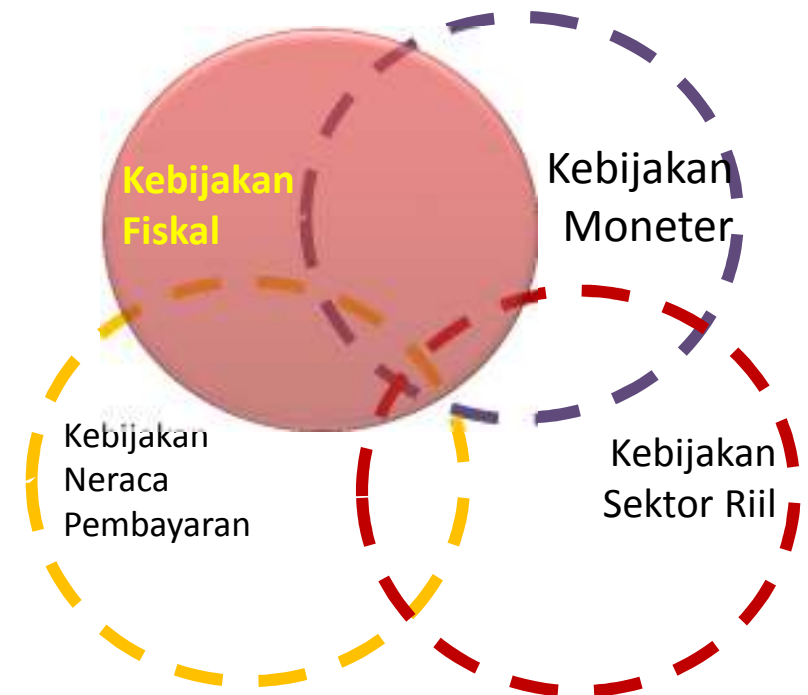 Kebijakan
Fiskal
Kebijakan
Moneter
Kebijakan
Neraca
Pembayaran
Kebijakan
Sektor Riil